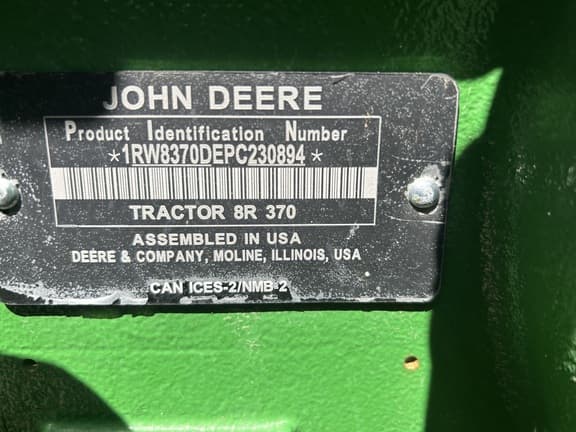 JOHN DEERE
Product Identification Number
*1RW8370DEPC230894*
TRACTOR 8R 370
ASSEMBLED IN USA
DEERE & COMPANY, MOLINE, ILLINOIS, USA
CAN ICES-2/NMB-2